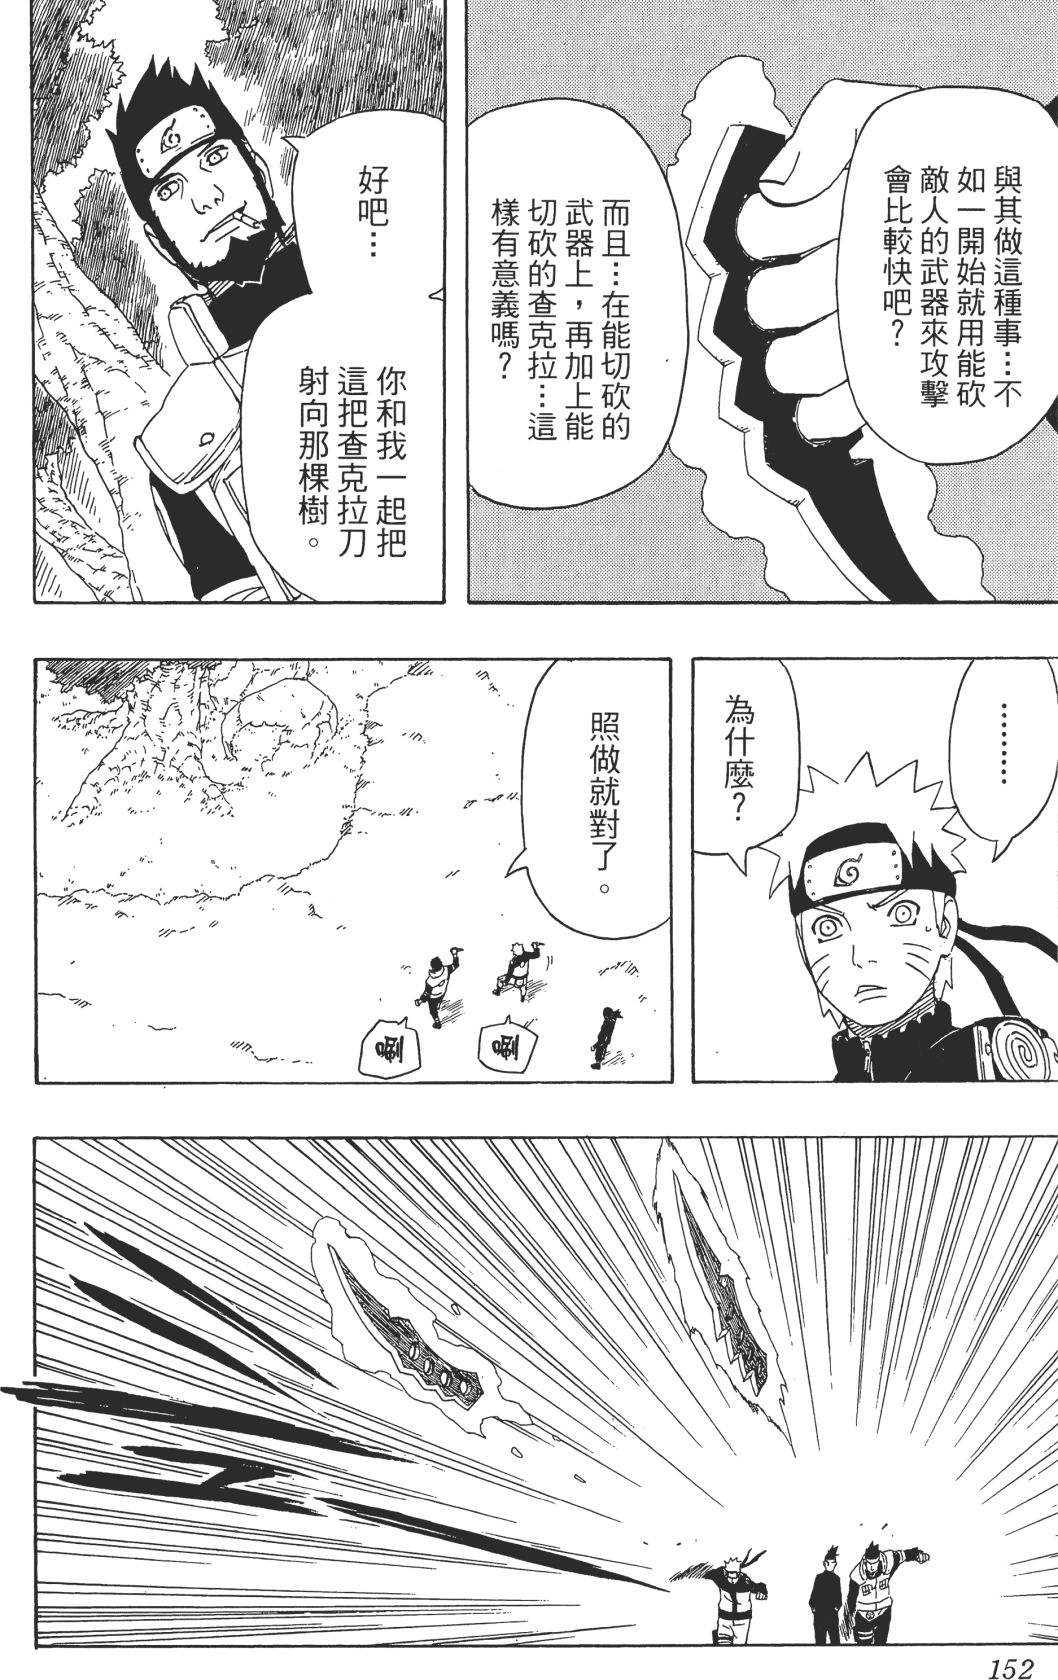 與其做這種事…不
如一開始就用能砍
敵人的武器來攻擊
會比較快吧？
而且…在能切砍的
武器上，再加上能
切砍的查克拉…這
樣有意義嗎？
好吧…
你和我一起把
這把查克拉刀
射向那棵樹。
………
為什麼？
照做就對了。
152